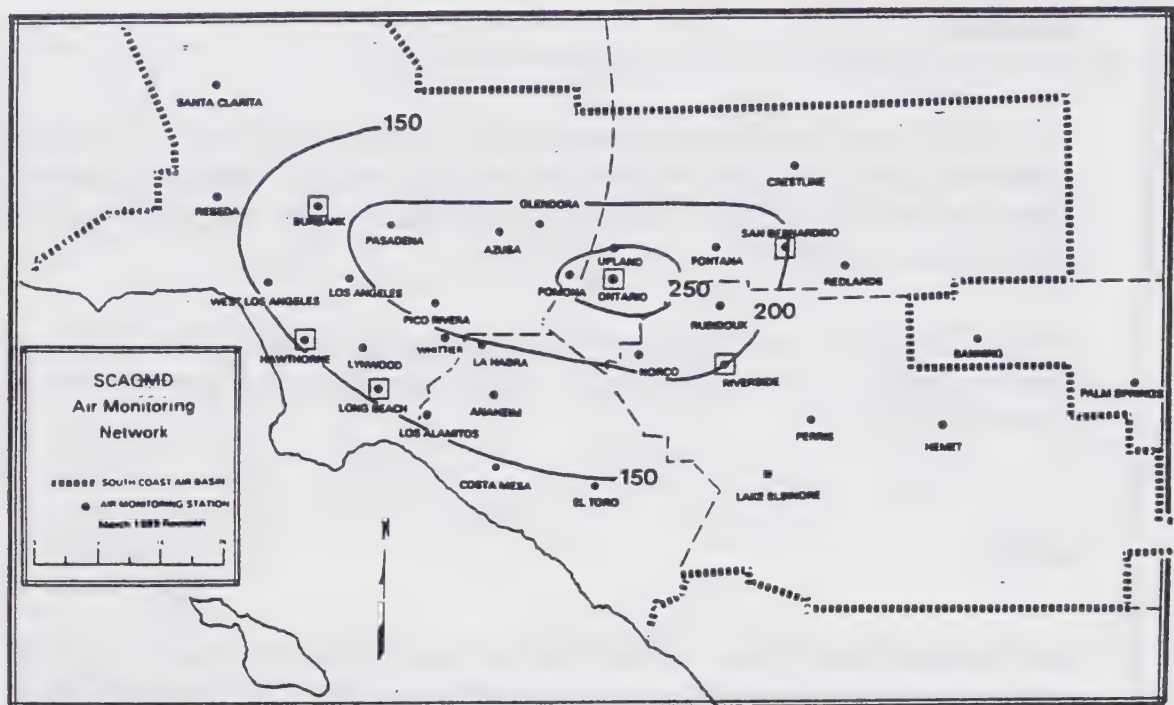 SANTA CLARITA
150
CRESTLINE
RESEDA
BURBANK
GLENDORA
PASADENA
AZUSA
SAN BERNARDINO
UPLAND
FONTANA
REDLANDS
WEST LOS ANGELES
LOS ANGELES
POMONA
ONTARIO
250
PICO RIVERA
RUBIDOUX
200
HAWTHORNE
LYNWOOD
WHITTIER
LA HABRA
NORCO
RIVERSIDE
BANNING
PALM SPRINGS
LONG BEACH
ANAHEIM
LOS ALAMITOS
PERRIS
HEMET
COSTA MESA
150
EL TORO
LAKE ELSINORE
SCAQMD
Air Monitoring
Network
SOUTH COAST AIR BASIN
AIR MONITORING STATION
March 1989